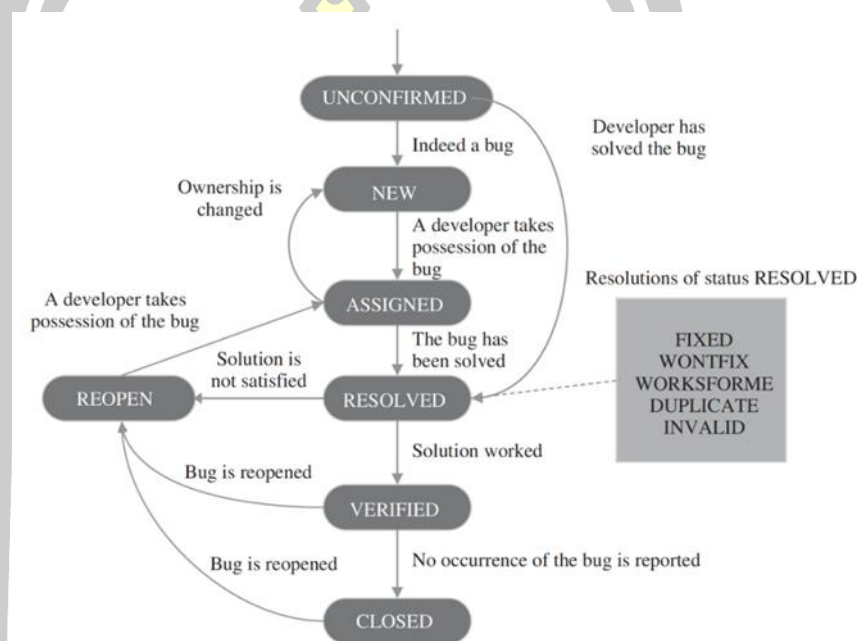 UNCONFIRMED
Developer has
solved the bug
Indeed a bug
Ownership is
changed
NEW
A developer takes
possession of the
bug
Resolutions of status RESOLVED
A developer takes
possession of the bug
ASSIGNED
FIXED
WONTFIX
WORKSFORME
DUPLICATE
INVALID
The bug has
been solved
Solution is
not satisfied
REOPEN
RESOLVED
Solution worked
Bug is reopened
VERIFIED
No occurrence of the bug is reported
Bug is reopened
CLOSED